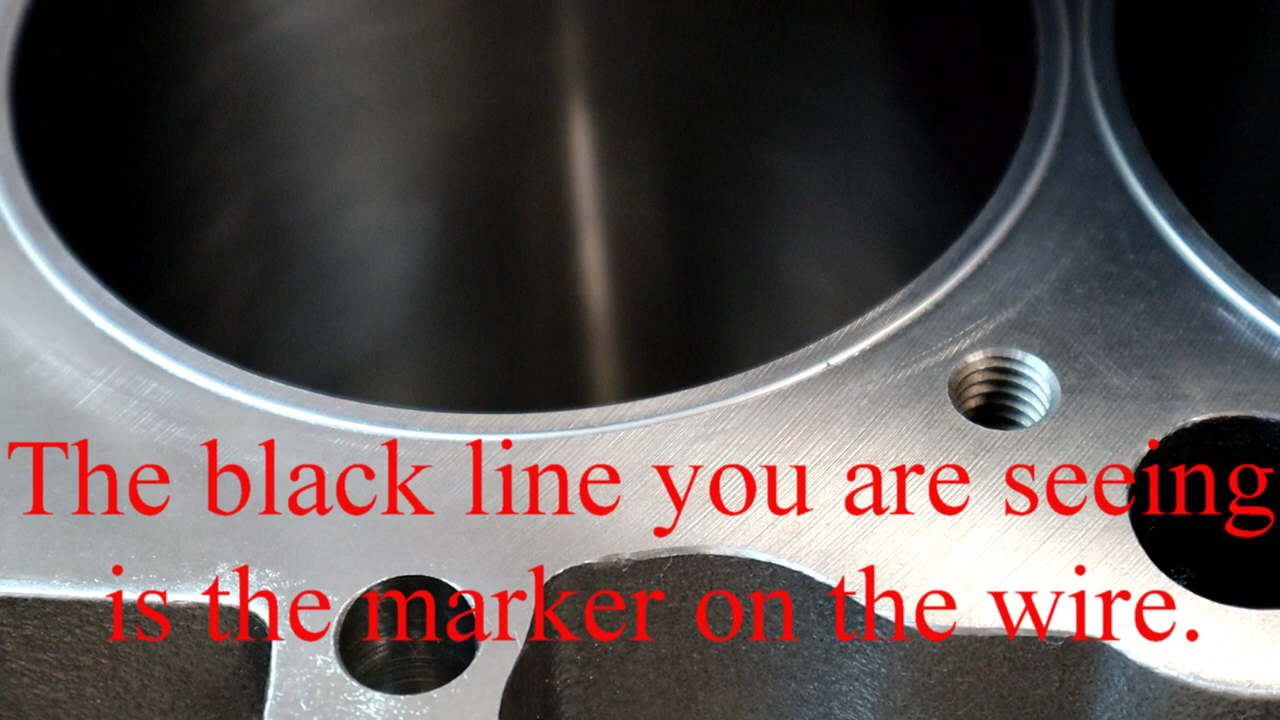 The black line you are seeing
is the marker on the wire.